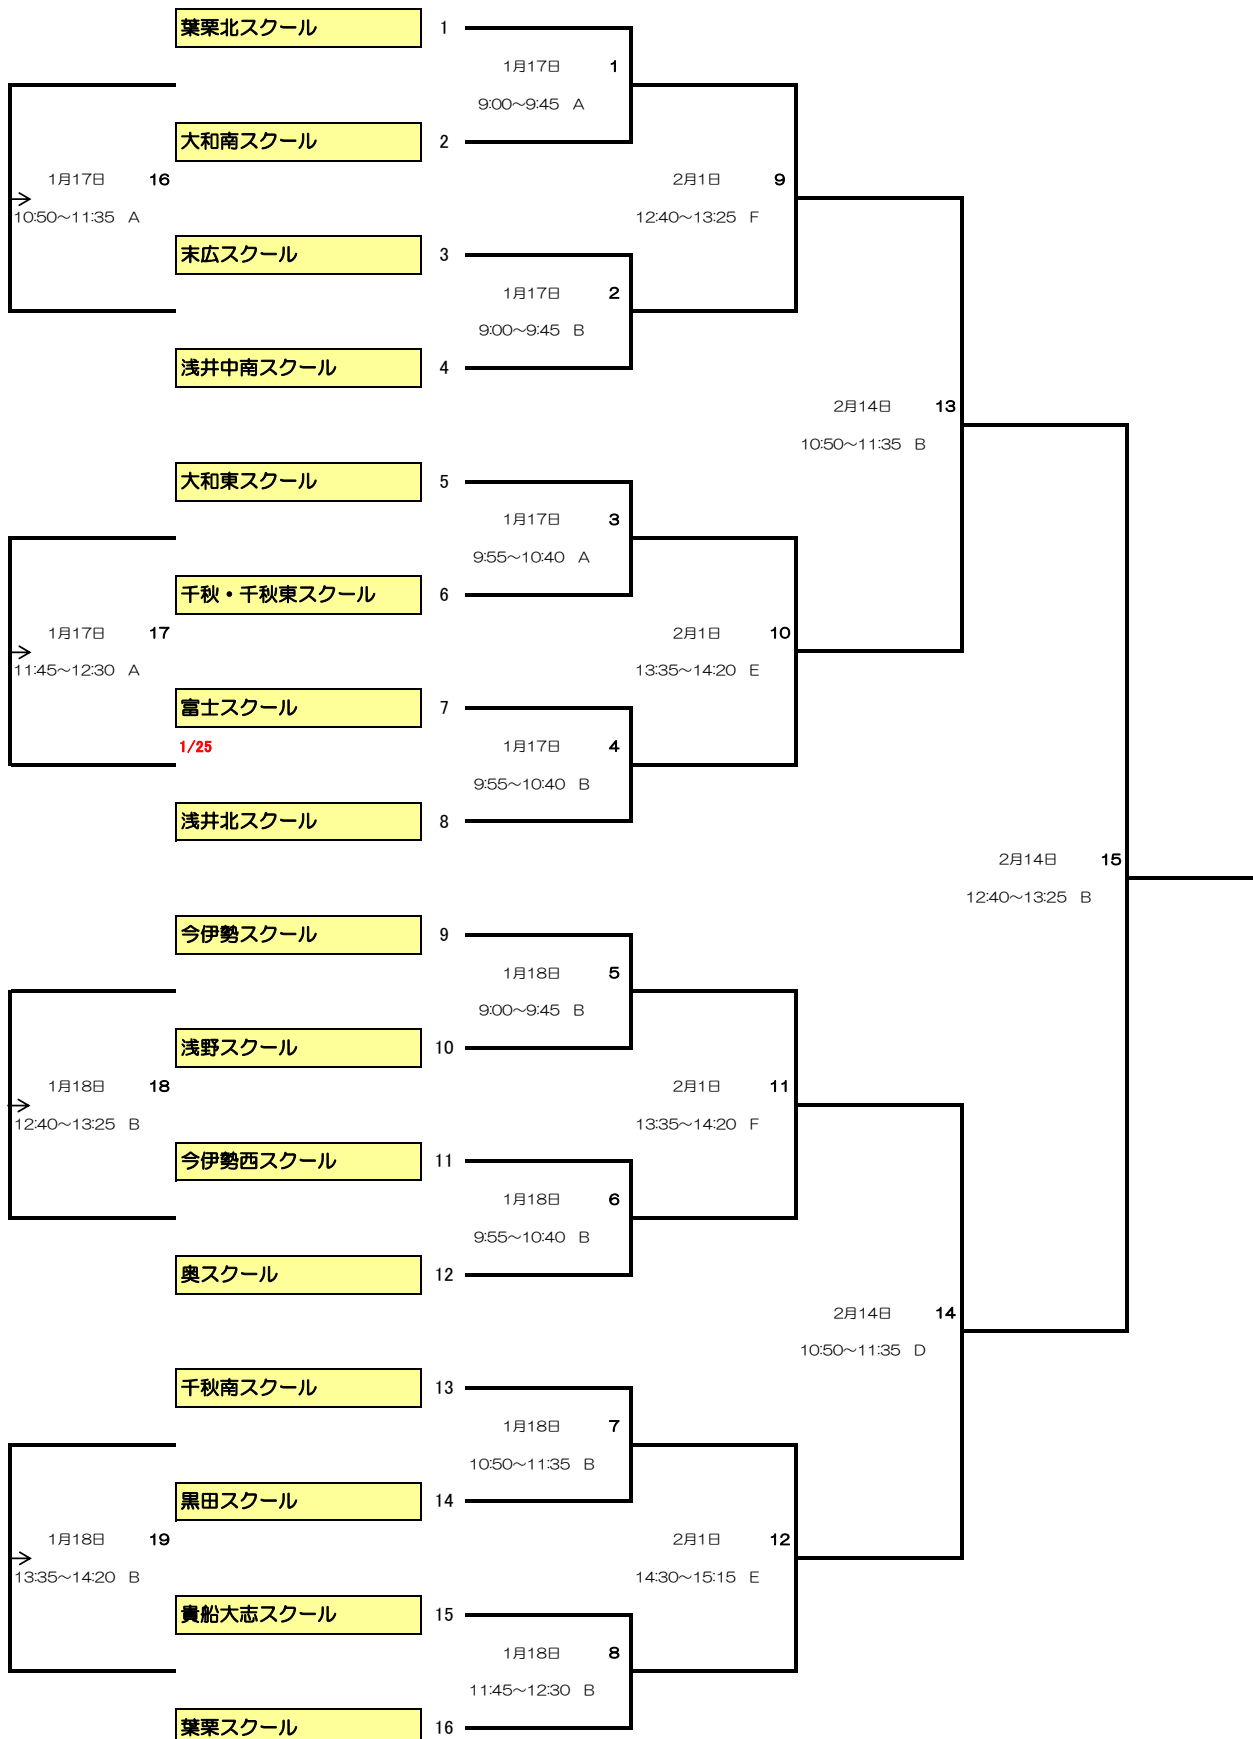 葉栗北スクール 1
1月17日 1
9:00～9:45 A
大和南スクール 2
1月17日 16
2月1日 9
10:50～11:35 A
12:40～13:25 F
末広スクール 3
1月17日 2
9:00～9:45 B
浅井中南スクール 4
2月14日 13
10:50～11:35 B
大和東スクール 5
1月17日 3
9:55～10:40 A
千秋・千秋東スクール 6
1月17日 17
2月1日 10
11:45～12:30 A
13:35～14:20 E
富士スクール 7
1/25
1月17日 4
9:55～10:40 B
浅井北スクール 8
2月14日 15
12:40～13:25 B
今伊勢スクール 9
1月18日 5
9:00～9:45 B
浅野スクール 10
1月18日 18
2月1日 11
12:40～13:25 B
13:35～14:20 F
今伊勢西スクール 11
1月18日 6
9:55～10:40 B
奥スクール 12
2月14日 14
10:50～11:35 D
千秋南スクール 13
1月18日 7
10:50～11:35 B
黒田スクール 14
1月18日 19
2月1日 12
13:35～14:20 B
14:30～15:15 E
貴船大志スクール 15
1月18日 8
11:45～12:30 B
葉栗スクール 16